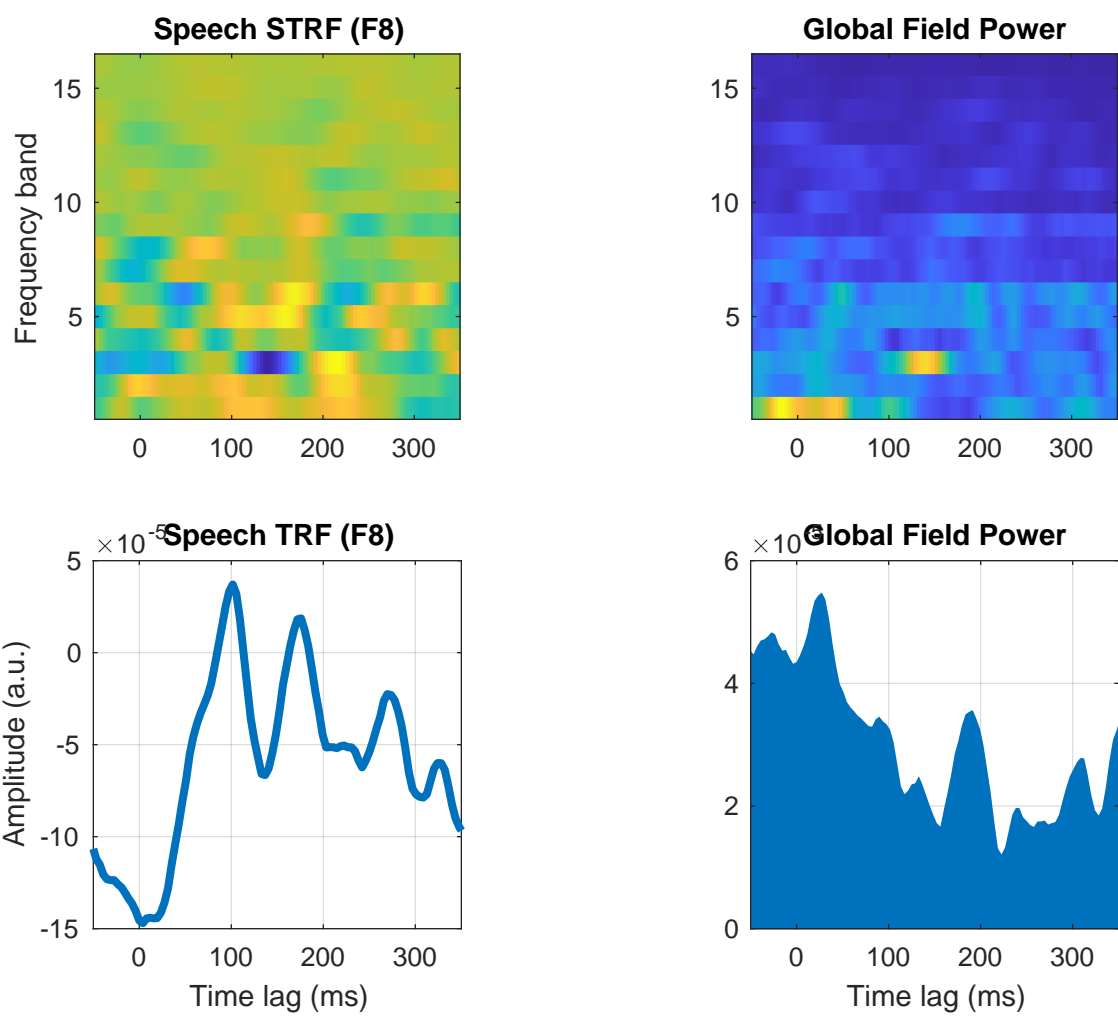 Speech STRF (F8)
Frequency band
15
10
5
0 100 200 300
Global Field Power
15
10
5
0 100 200 300
Speech TRF (F8)
×10-5
Amplitude (a.u.)
5
0
-5
-10
-15
0 100 200 300
Time lag (ms)
Global Field Power
×10
6
4
2
0
0 100 200 300
Time lag (ms)